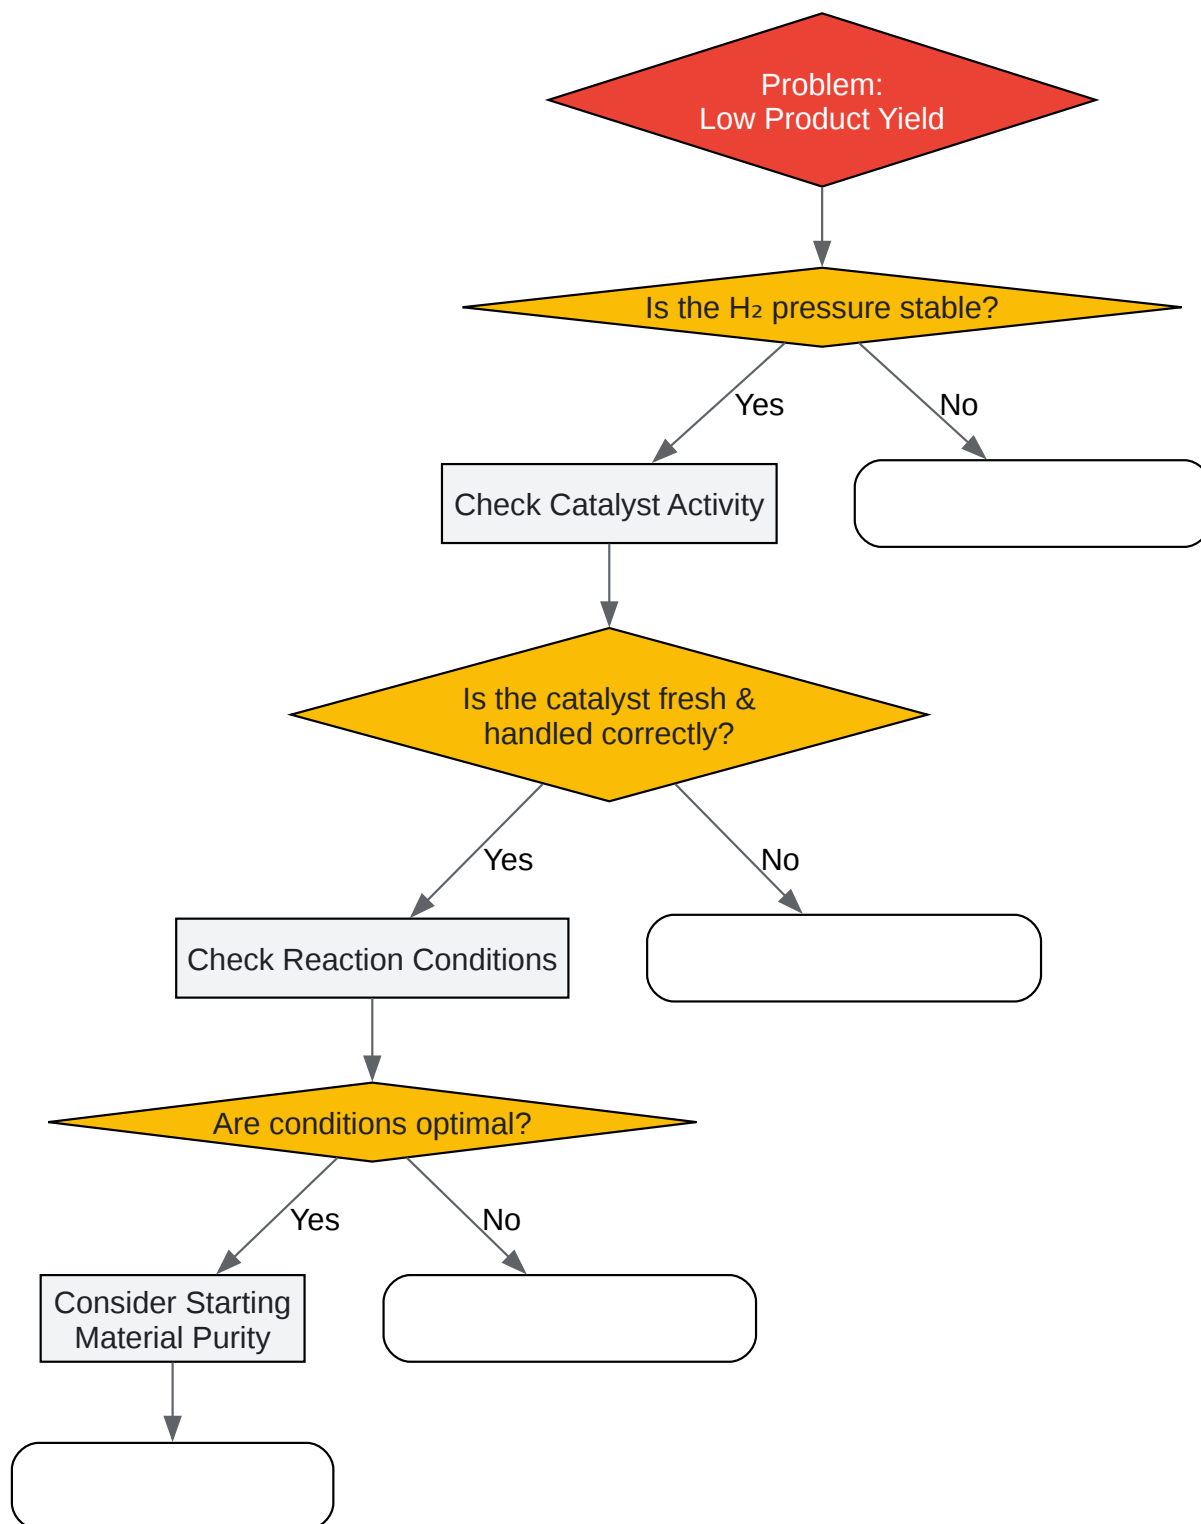 Problem:
Low Product Yield
Is the H₂ pressure stable?
Yes
No
Check Catalyst Activity
Is the catalyst fresh &
handled correctly?
Yes
No
Check Reaction Conditions
Are conditions optimal?
Yes
No
Consider Starting
Material Purity